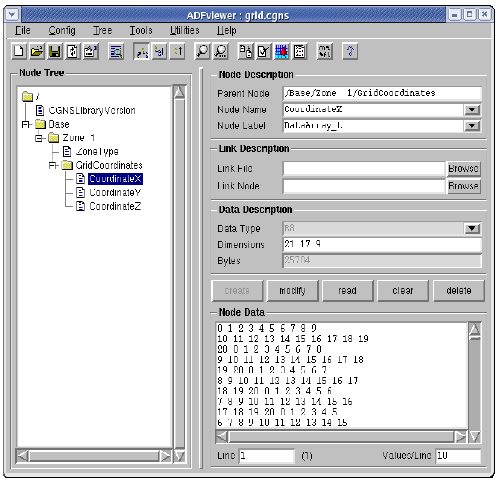 ADFviewer : grid.cgns
File Config Tree Tools Utilities Help
Node Tree
/
CGNSLibraryVersion
Base
Zone 1
ZoneType
GridCoordinates
CoordinateX
CoordinateY
CoordinateZ
Node Description
Parent Node /Base/Zone 1/GridCoordinates
Node Name CoordinateX
Node Label DataArray_t
Link Description
Link File Browse
Link Node Browse
Data Description
Data Type R8
Dimensions 21 17 9
Bytes 25704
create modify read clear delete
Node Data
0 1 2 3 4 5 6 7 8 9
10 11 12 13 14 15 16 17 18 19
20 0 1 2 3 4 5 6 7 8
9 10 11 12 13 14 15 16 17 18
19 20 0 1 2 3 4 5 6 7
8 9 10 11 12 13 14 15 16 17
18 19 20 0 1 2 3 4 5 6
7 8 9 10 11 12 13 14 15 16
17 18 19 20 0 1 2 3 4 5
6 7 8 9 10 11 12 13 14 15
Line 1 (1) Values/Line 10